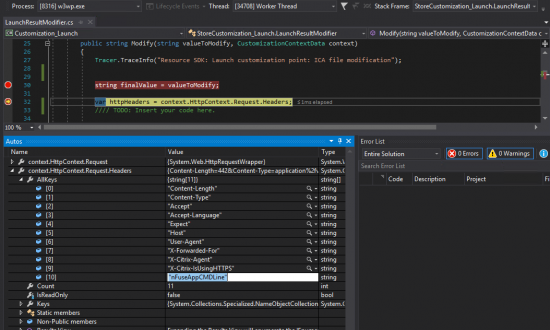 Process: [8316] w3wp.exe Lifecycle Events Thread: [34708] Worker Thread Stack Frame: StoreCustomization_Launch.LaunchResultModifier
LaunchResultModifier.cs
Customization_Launch StoreCustomization_Launch.LaunchResultModifier Modify(string valueToModify, CustomizationContextData c
25 public string Modify(string valueToModify, CustomizationContextData context)
26 {
27 Tracer.TraceInfo("Resource SDK: Launch customization point: ICA file modification");
28
30 string finalValue = valueToModify;
32 var httpHeaders = context.HttpContext.Request.Headers; ≤ 1ms elapsed
33 //// TODO: Insert your code here.
100 %
Autos
Name Value Type
context.HttpContext.Request {System.Web.HttpRequestWrapper} System.
context.HttpContext.Request.Headers {Content-Length=442&Content-Type=application%2f System.
AllKeys {string[11]} string[]
[0] "Content-Length" string
[1] "Content-Type" string
[2] "Accept" string
[3] "Accept-Language" string
[4] "Expect" string
[5] "Host" string
[6] "User-Agent" string
[7] "X-Forwarded-For" string
[8] "X-Citrix-Agent" string
[9] "X-Citrix-IsUsingHTTPS" string
[10] "nFuseAppCMDLine" string
Count 11 int
IsReadOnly false bool
Keys {System.Collections.Specialized.NameObjectCollection System.
Static members
Non-Public members
Error List
Entire Solution 0 Errors 0 Warnings
Search Error List
Code Description Project Fi